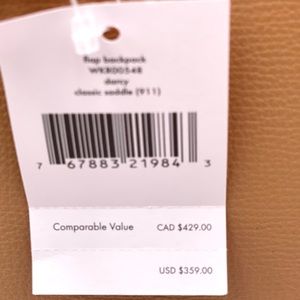 flap backpack
WKR00548
darcy
classic saddle (911)
7 67883 21984 3
Comparable Value CAD $429.00
USD $359.00